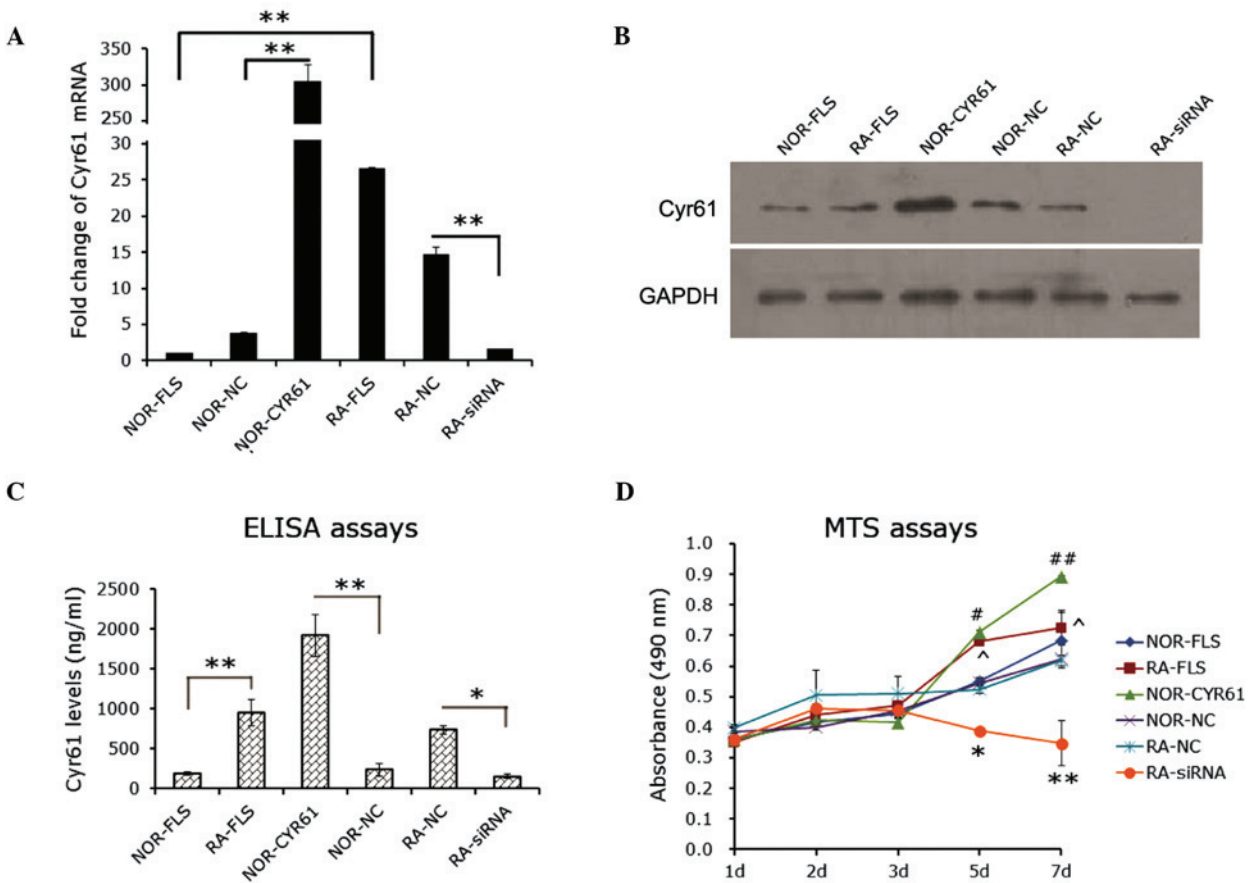 A
**
**
**
Fold change of Cyr61 mRNA
350
300
250
30
25
20
15
10
5
0
NOR-FLS
NOR-NC
NOR-CYR61
RA-FLS
RA-NC
RA-siRNA
B
NOR-FLS
RA-FLS
NOR-CYR61
NOR-NC
RA-NC
RA-siRNA
Cyr61
GAPDH
C
ELISA assays
Cyr61 levels (ng/ml)
2500
2000
1500
1000
500
0
**
**
*
NOR-FLS
RA-FLS
NOR-CYR61
NOR-NC
RA-NC
RA-siRNA
D
MTS assays
Absorbance (490 nm)
1.0
0.9
0.8
0.7
0.6
0.5
0.4
0.3
0.2
0.1
0.0
#
##
^
^
*
**
1d
2d
3d
5d
7d
NOR-FLS
RA-FLS
NOR-CYR61
NOR-NC
RA-NC
RA-siRNA